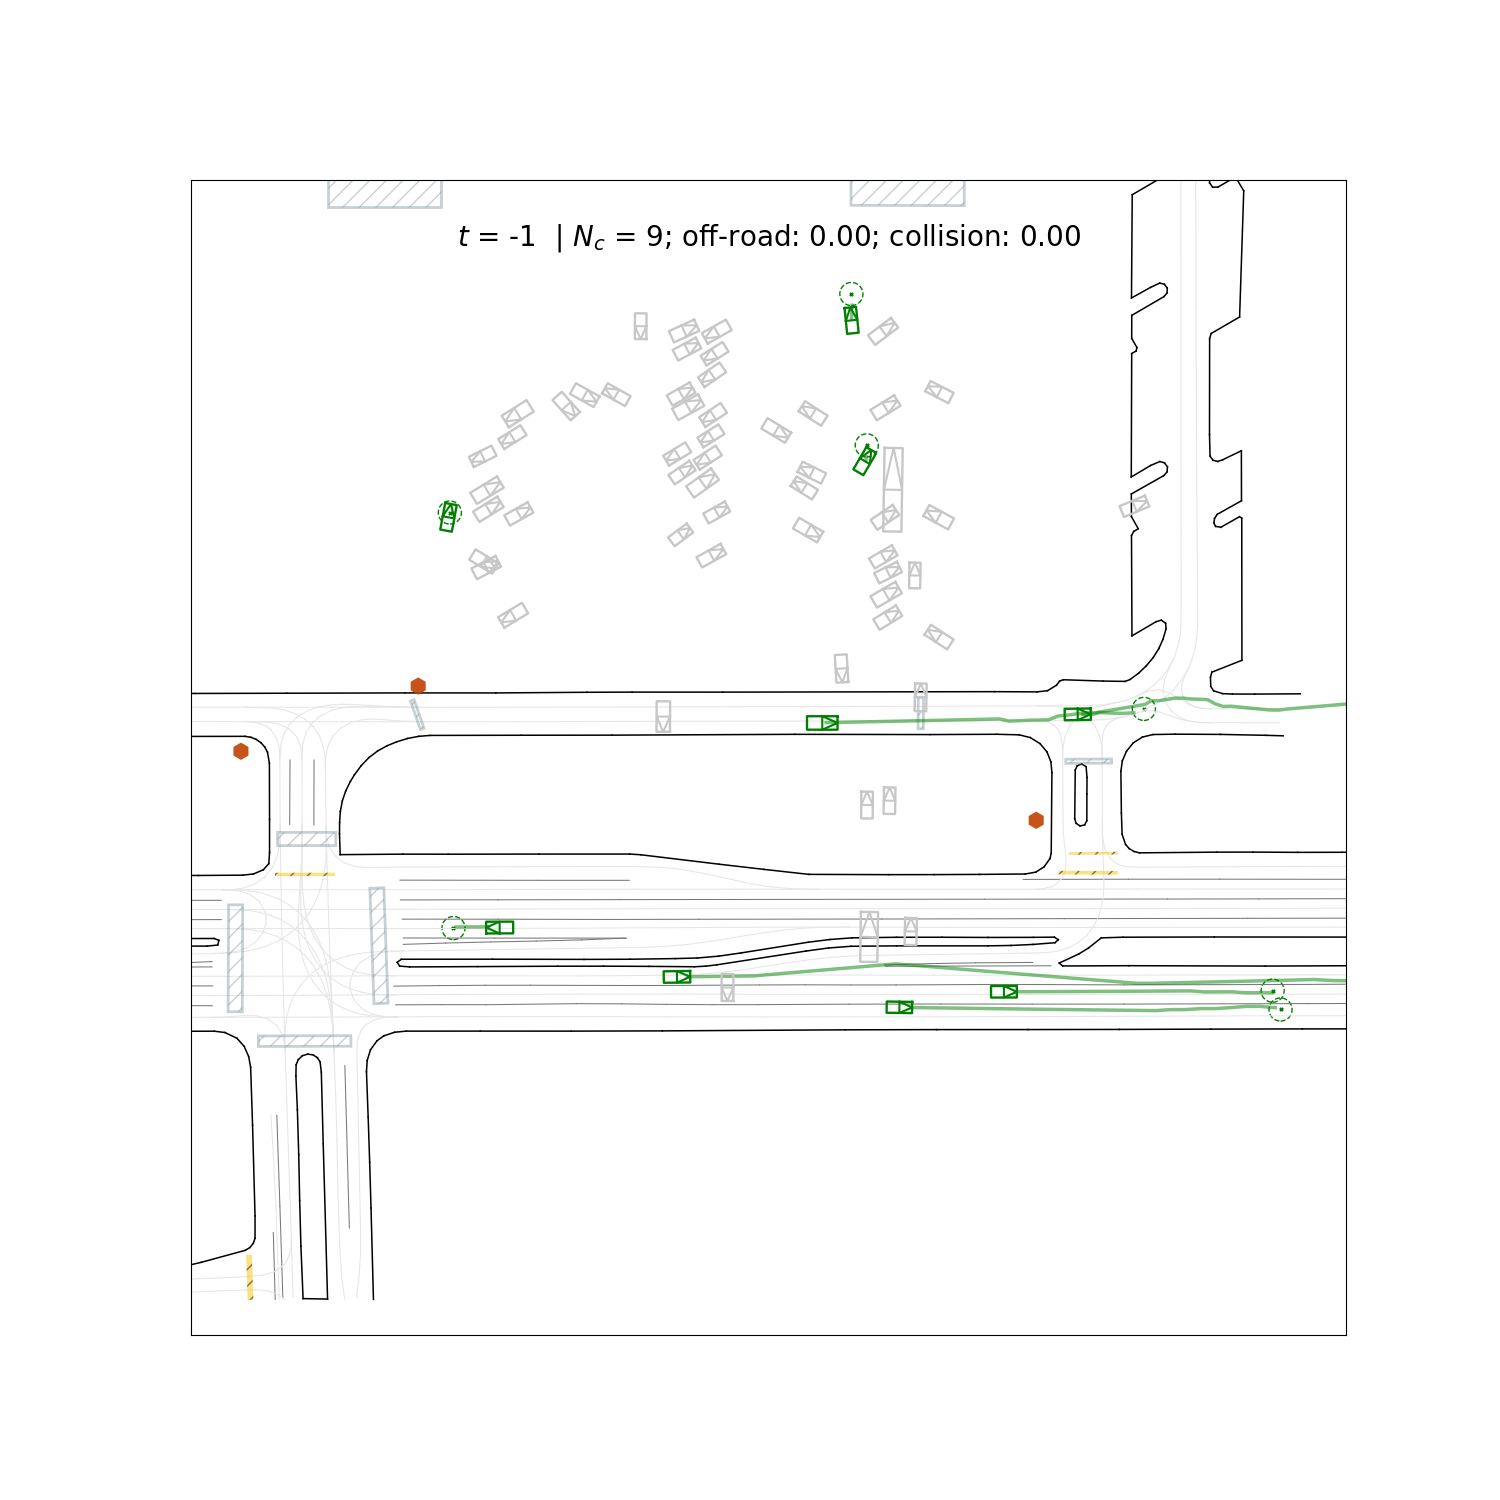 t = -1 | N_c = 9; off-road: 0.00; collision: 0.00